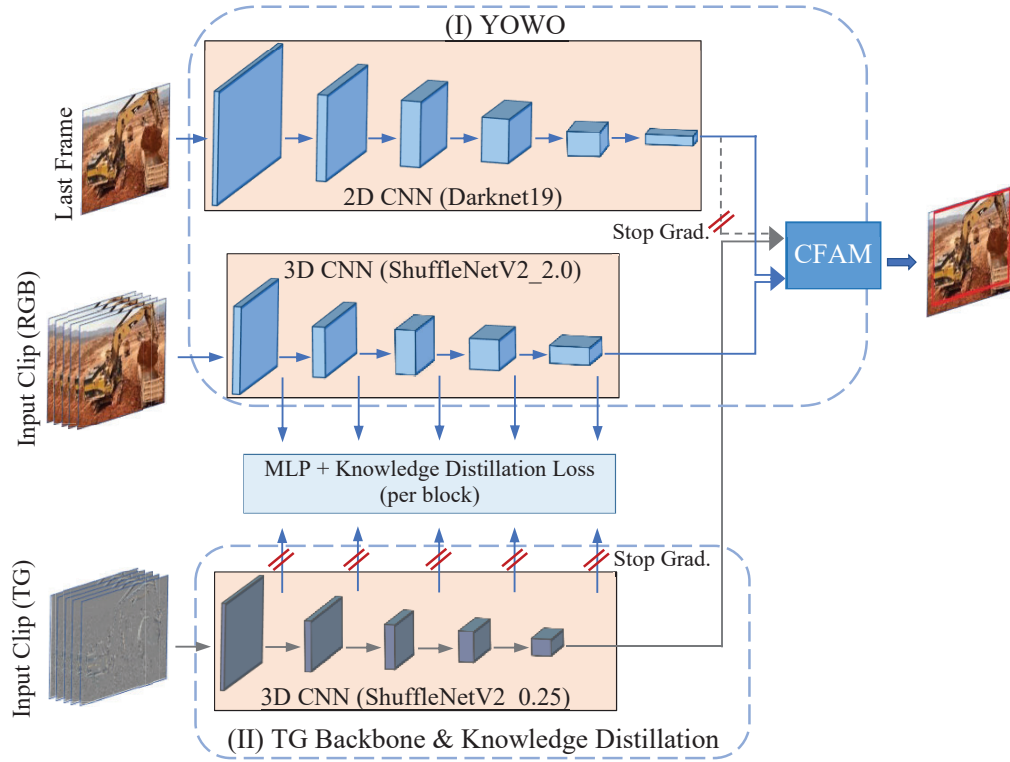 (I) YOWO
Last Frame
2D CNN (Darknet19)
Stop Grad.
CFAM
Input Clip (RGB)
3D CNN (ShuffleNetV2_2.0)
MLP + Knowledge Distillation Loss
(per block)
Stop Grad.
Input Clip (TG)
3D CNN (ShuffleNetV2_0.25)
(II) TG Backbone & Knowledge Distillation